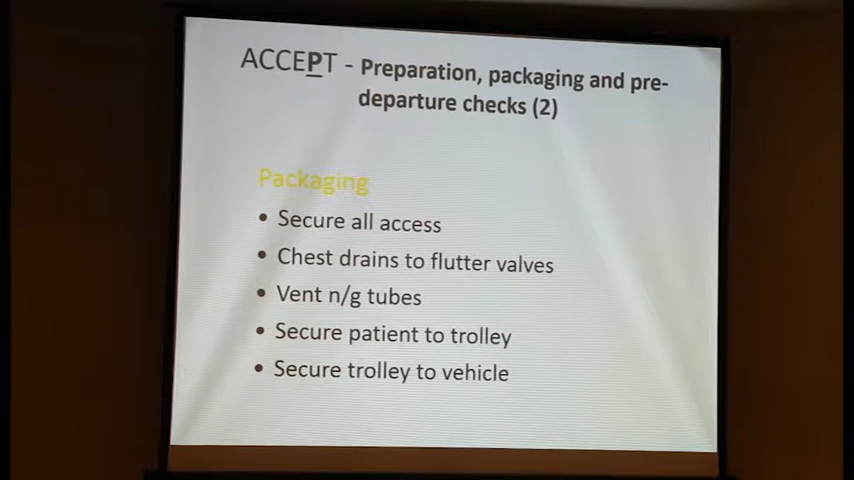 ACCEPT - Preparation, packaging and pre-
departure checks (2)
Packaging
• Secure all access
• Chest drains to flutter valves
• Vent n/g tubes
• Secure patient to trolley
• Secure trolley to vehicle